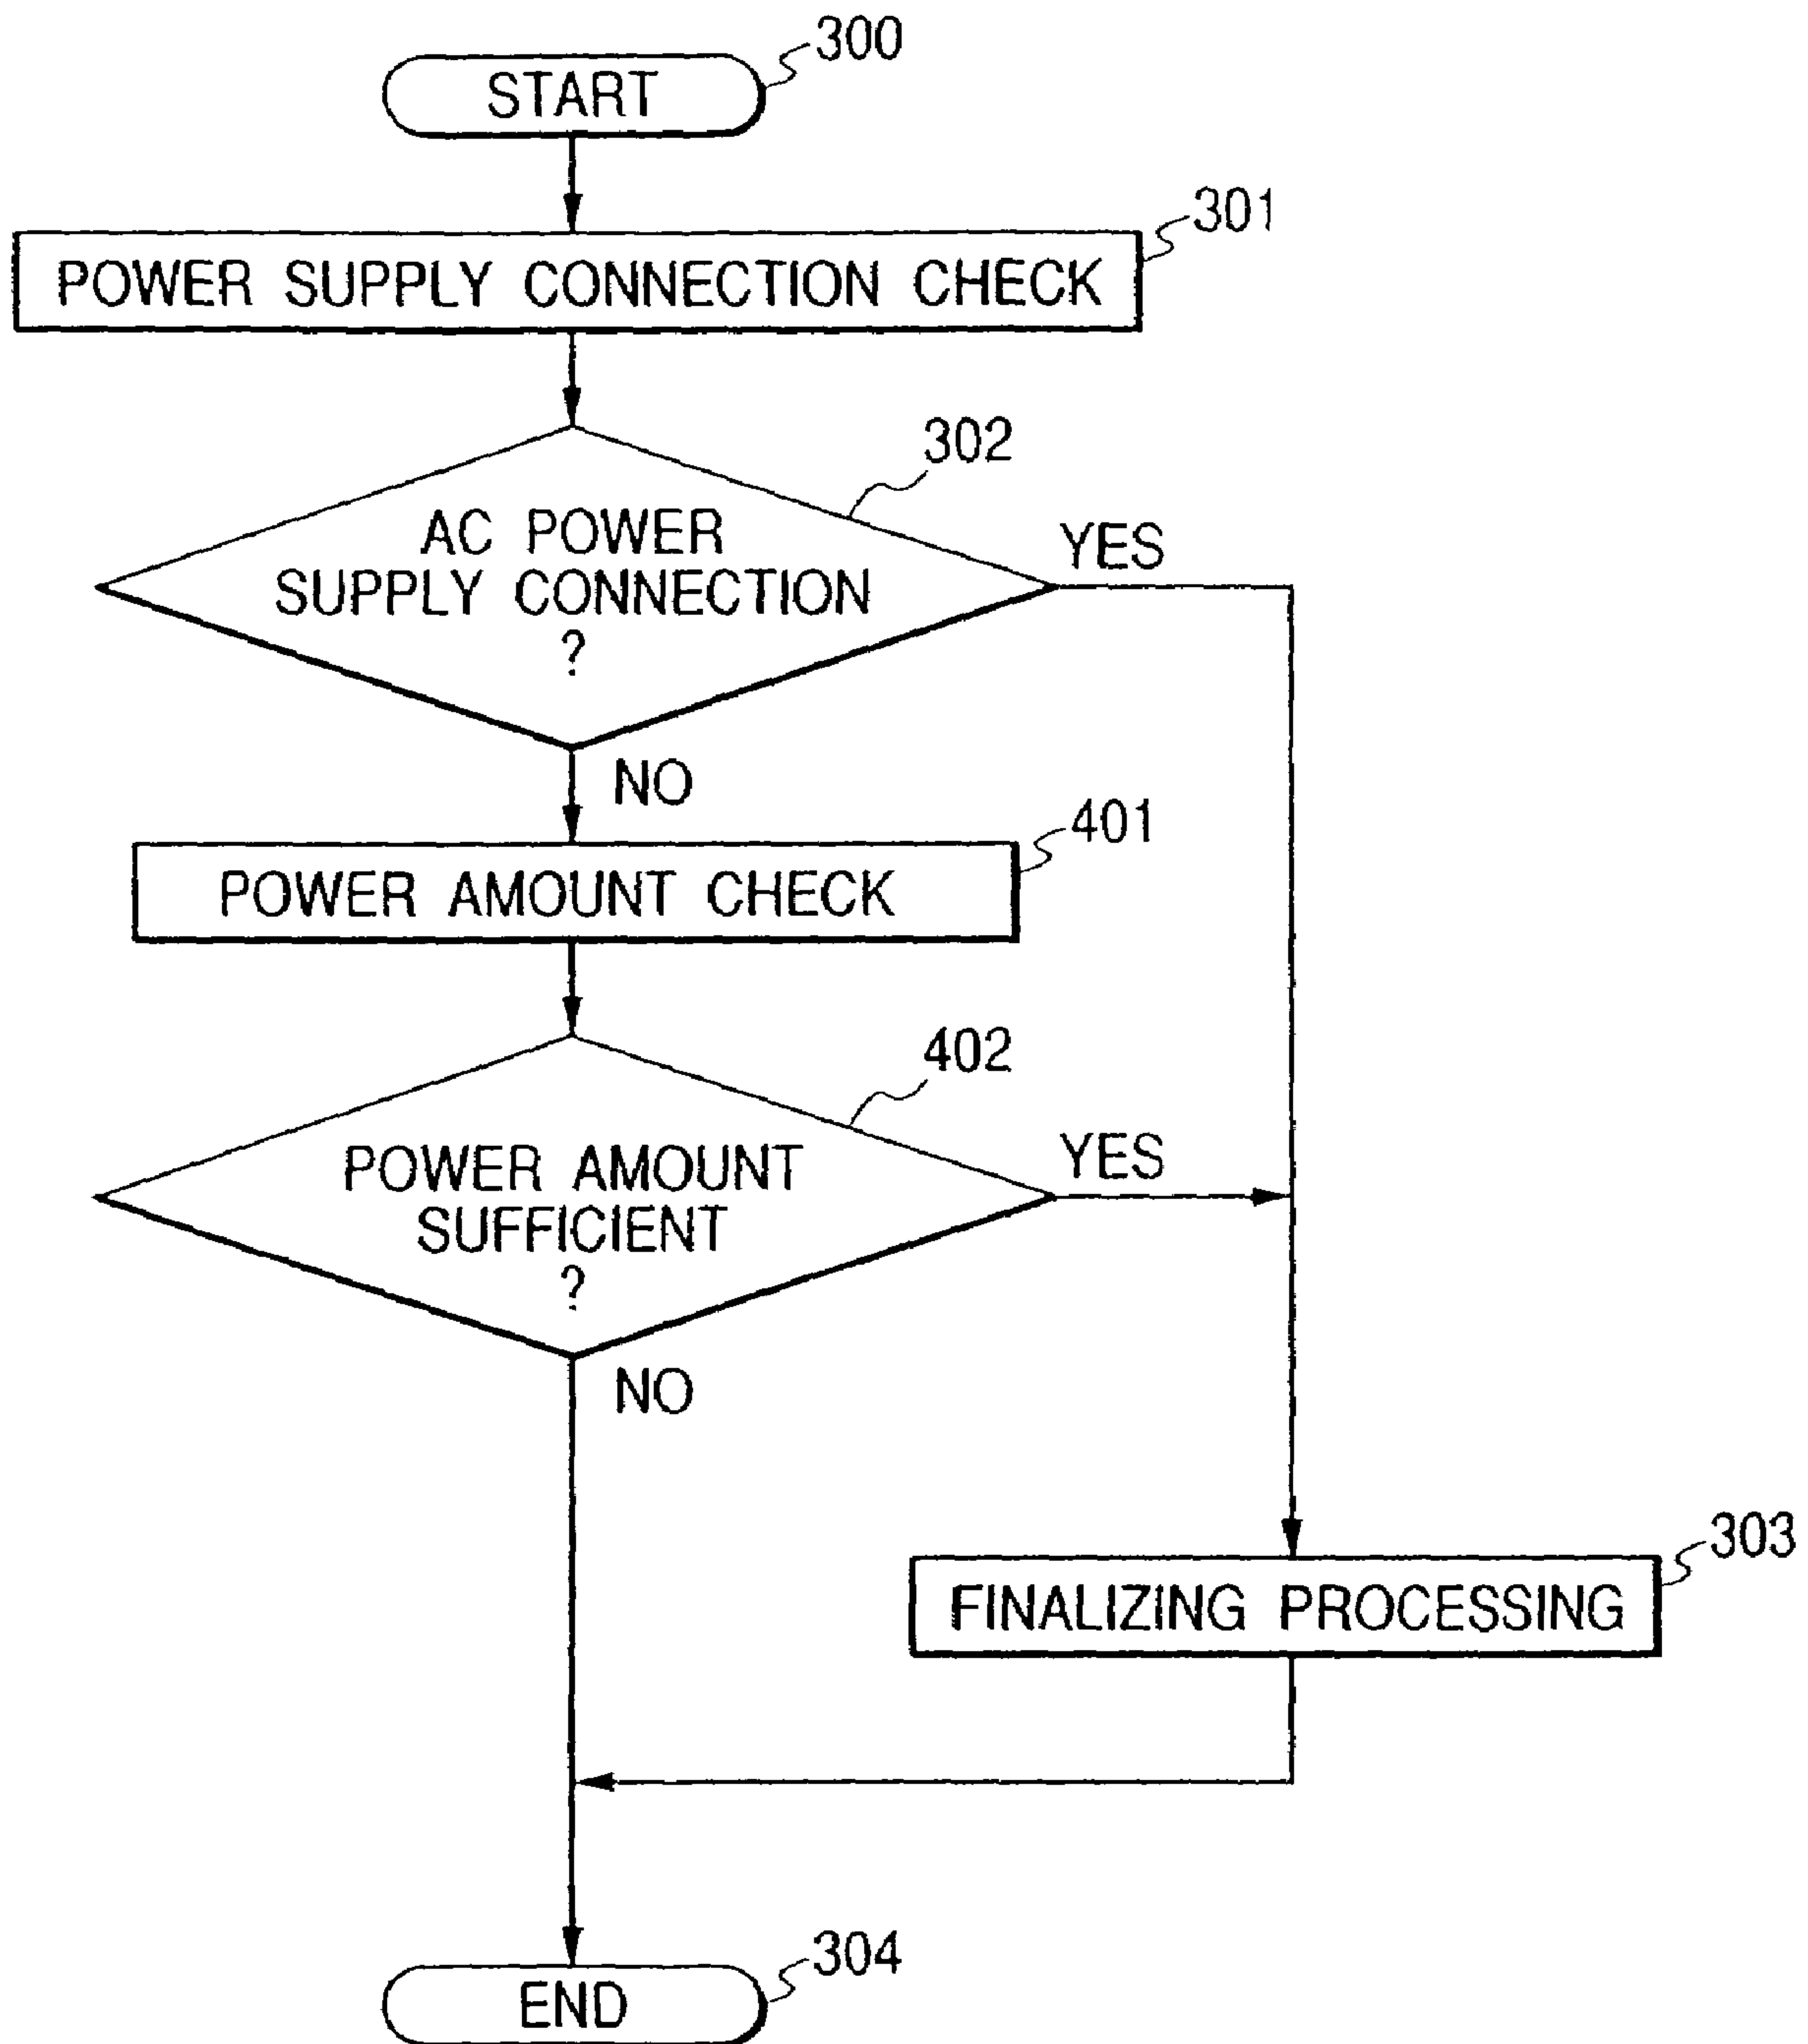 START
300
POWER SUPPLY CONNECTION CHECK
301
302
AC POWER
SUPPLY CONNECTION
?
YES
NO
401
POWER AMOUNT CHECK
402
POWER AMOUNT
SUFFICIENT
?
YES
NO
303
FINALIZING PROCESSING
END
304